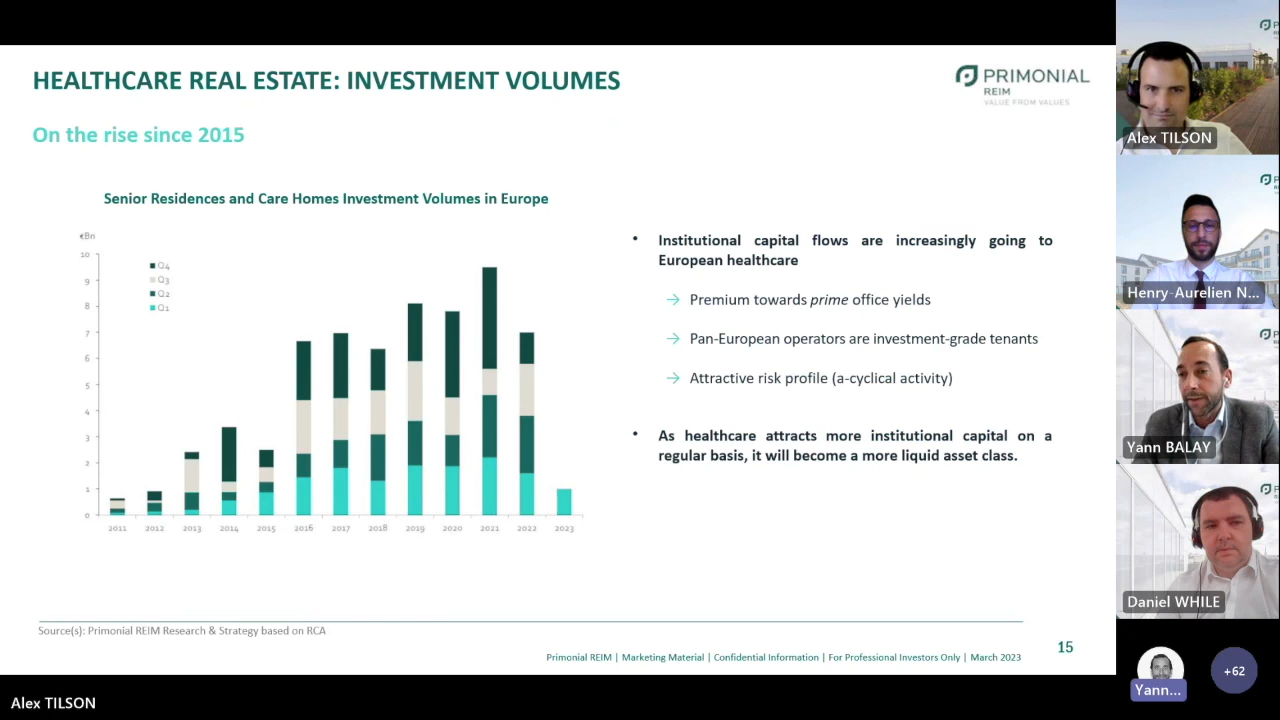 HEALTHCARE REAL ESTATE: INVESTMENT VOLUMES
PRIMONIAL
REIM
VALUE FROM VALUES
On the rise since 2015
Senior Residences and Care Homes Investment Volumes in Europe
€Bn
10
9
8
7
6
5
4
3
2
1
0
Q4
Q3
Q2
Q1
2011 2012 2013 2014 2015 2016 2017 2018 2019 2020 2021 2022 2023
• Institutional capital flows are increasingly going to
European healthcare
→ Premium towards prime office yields
→ Pan-European operators are investment-grade tenants
→ Attractive risk profile (a-cyclical activity)
• As healthcare attracts more institutional capital on a
regular basis, it will become a more liquid asset class.
Source(s): Primonial REIM Research & Strategy based on RCA
Primonial REIM | Marketing Material | Confidential Information | For Professional Investors Only | March 2023
15
Alex TILSON
Henry-Aurelien N...
Yann BALAY
Daniel WHILE
Yann...
+62
Alex TILSON